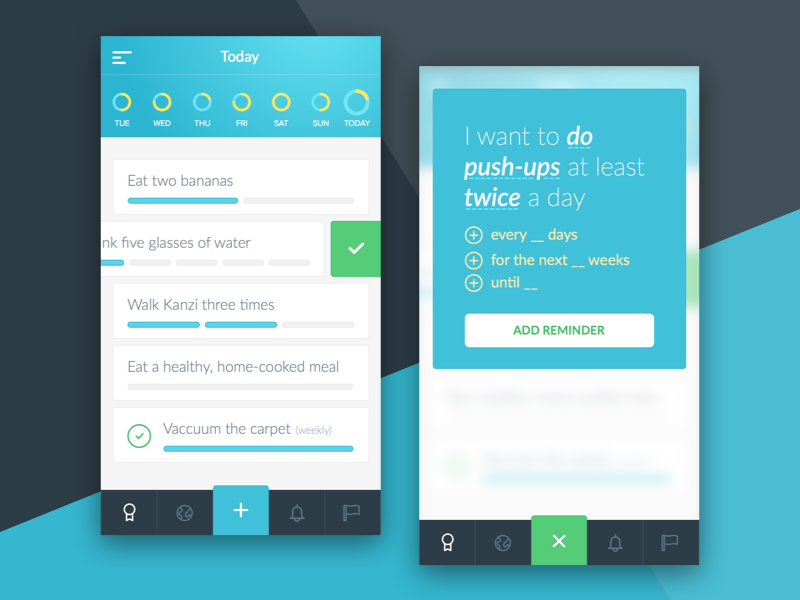 Today
TUE WED THU FRI SAT SUN TODAY
Eat two bananas
nk five glasses of water
Walk Kanzi three times
Eat a healthy, home-cooked meal
Vaccuum the carpet (weekly)
I want to do
push-ups at least
twice a day
every __ days
for the next __ weeks
until __
ADD REMINDER